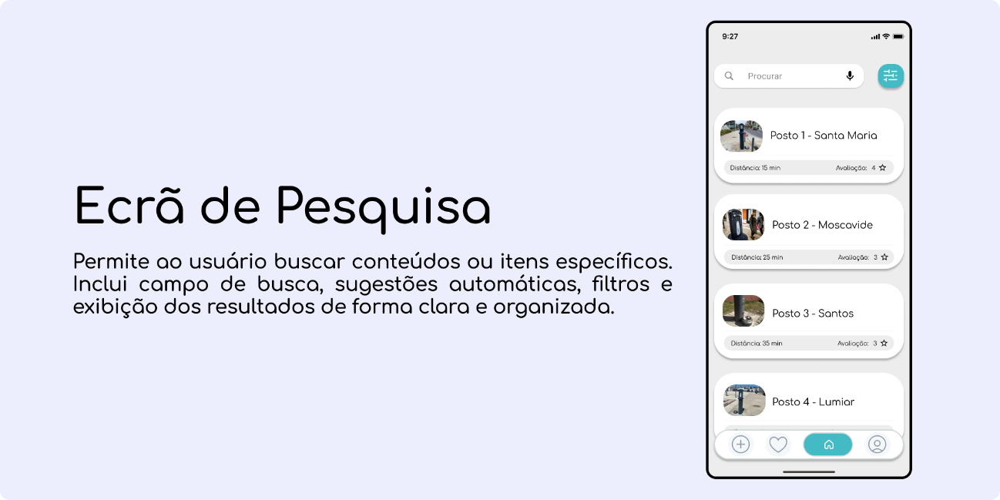 Ecrã de Pesquisa
Permite ao usuário buscar conteúdos ou itens específicos.
Inclui campo de busca, sugestões automáticas, filtros e
exibição dos resultados de forma clara e organizada.
9:27
Procurar
Posto 1 - Santa Maria
Distância: 15 min Avaliação: 4
Posto 2 - Moscavide
Distância: 25 min Avaliação: 3
Posto 3 - Santos
Distância: 35 min Avaliação: 3
Posto 4 - Lumiar